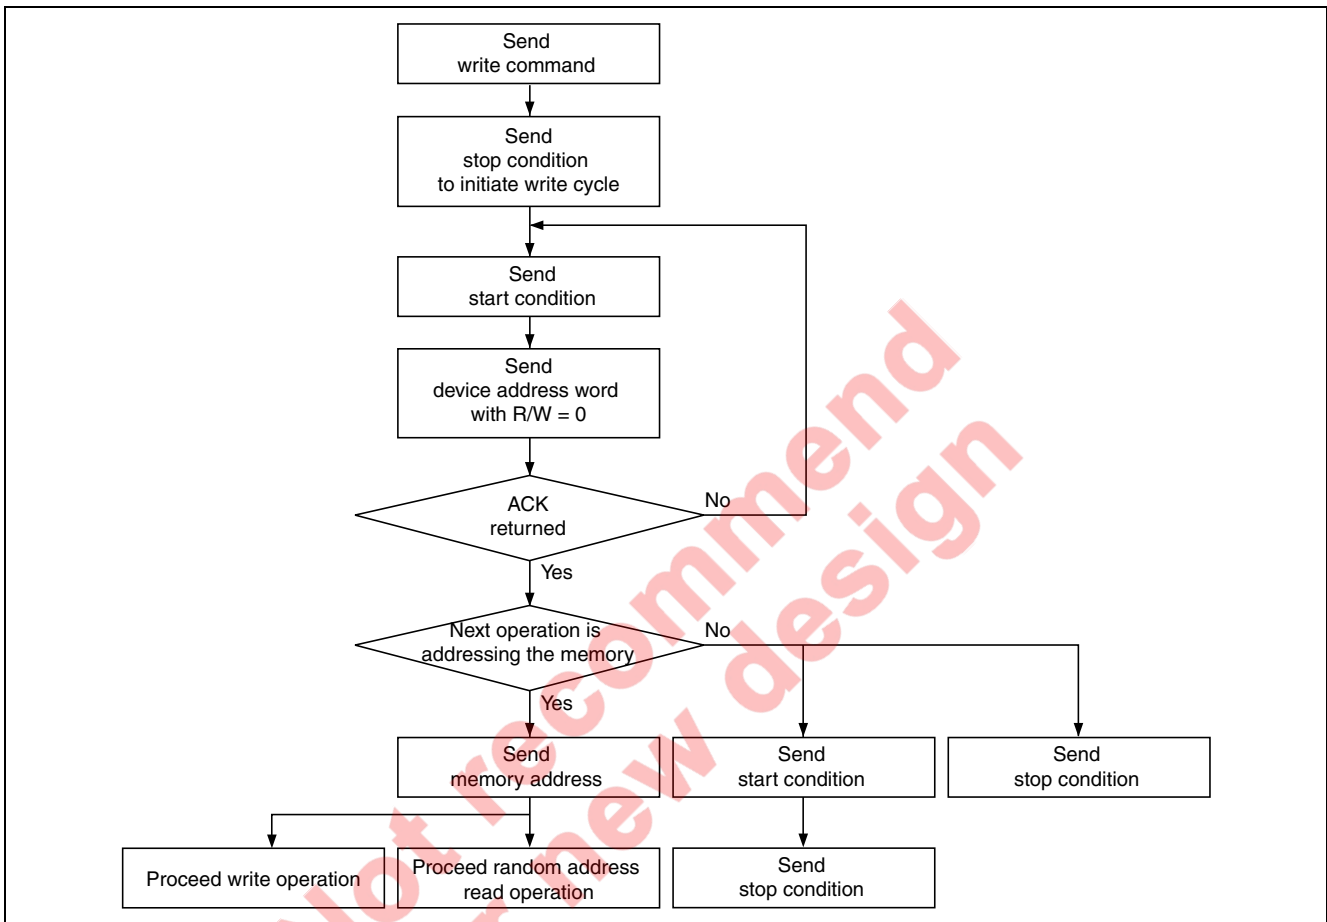 Send
write command
Send
stop condition
to initiate write cycle
Send
start condition
Send
device address word
with R/W = 0
ACK
returned
No
Yes
Next operation is
addressing the memory
No
Yes
Send
memory address
Send
start condition
Send
stop condition
Proceed write operation
Proceed random address
read operation
Send
stop condition
Not recommend
new design